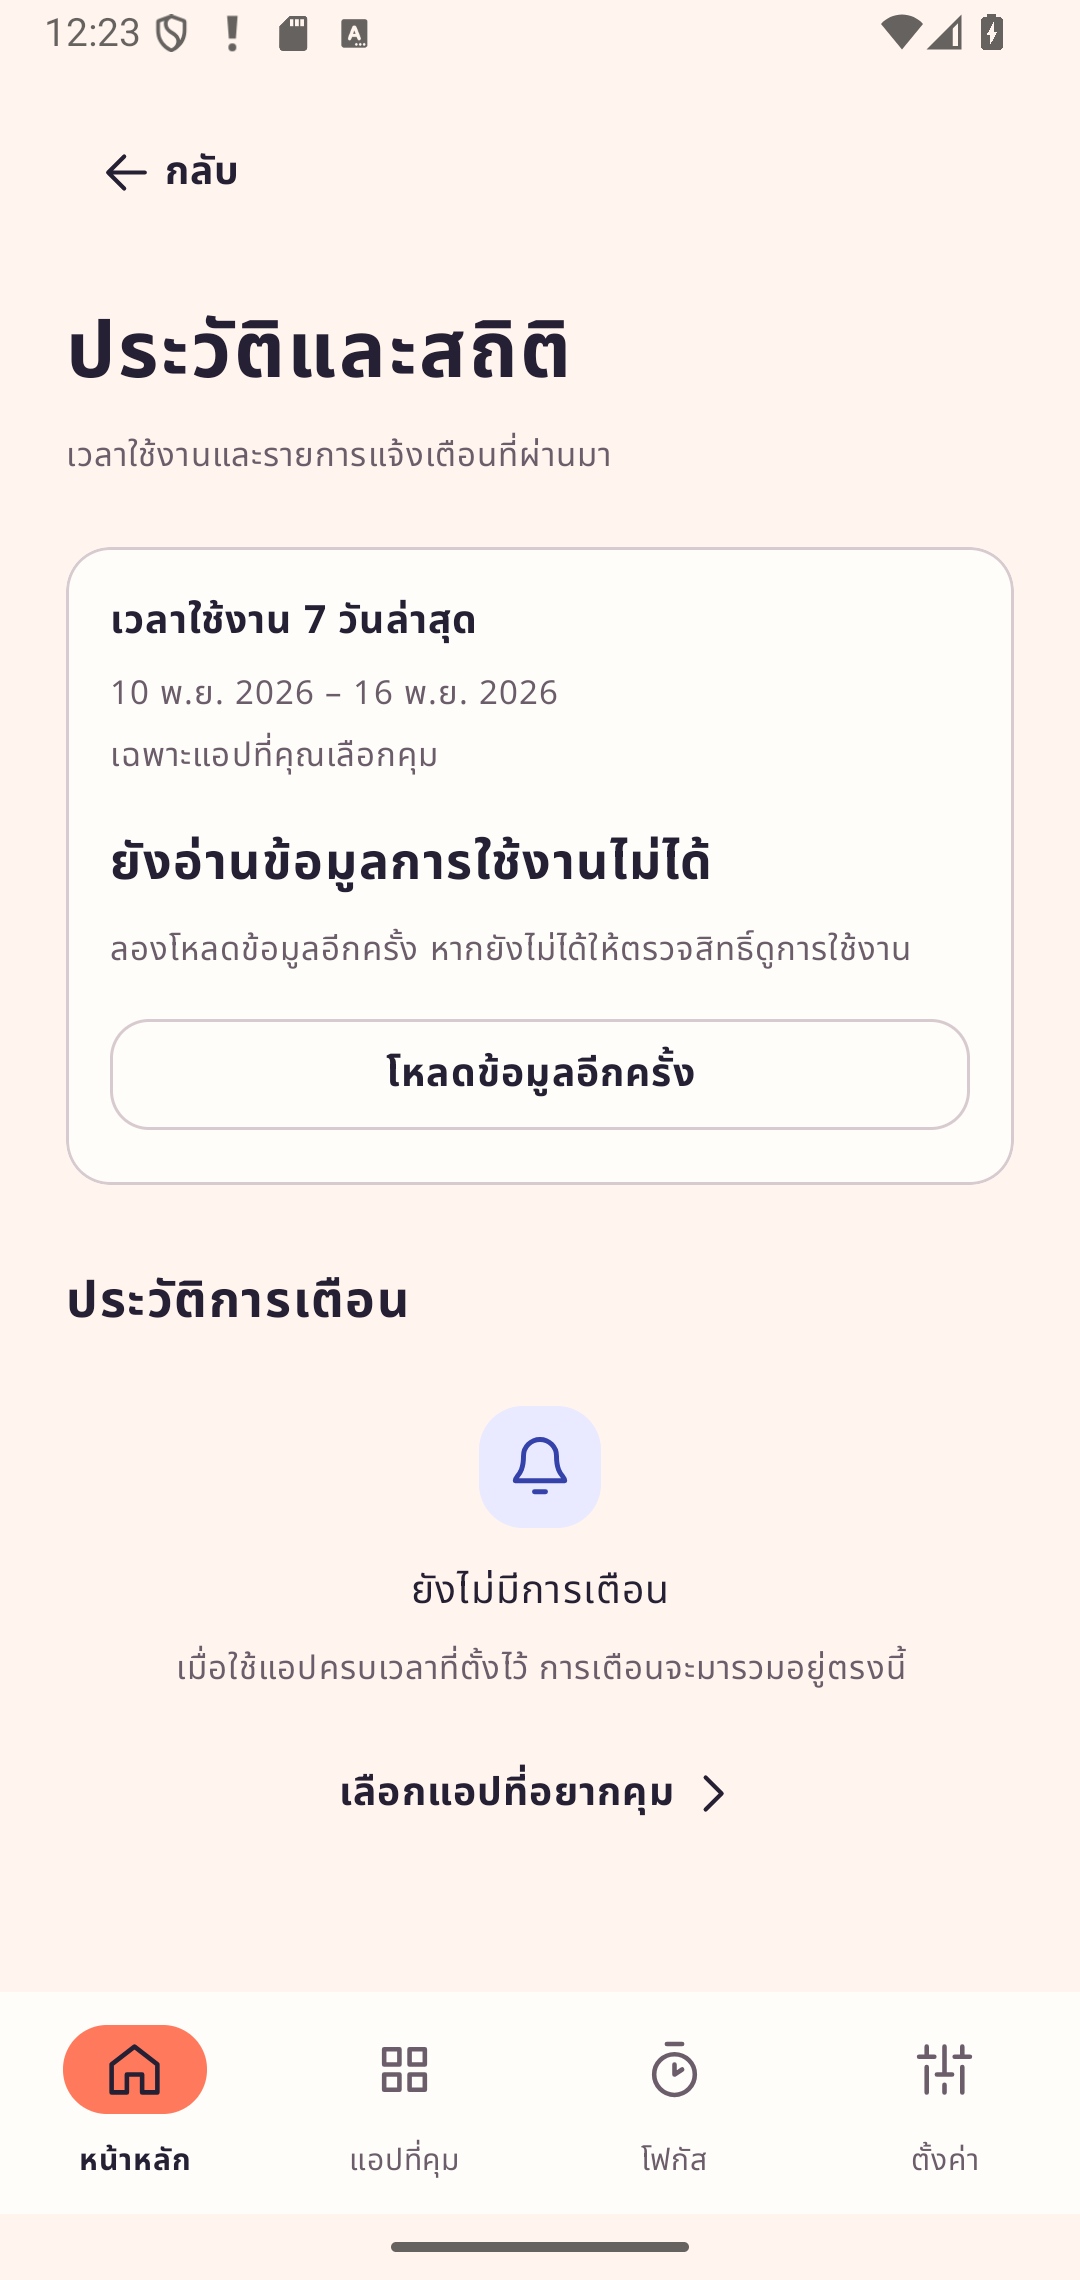 12:23
กลับ
ประวัติและสถิติ
เวลาใช้งานและรายการแจ้งเตือนที่ผ่านมา
เวลาใช้งาน 7 วันล่าสุด
10 พ.ย. 2026 – 16 พ.ย. 2026
เฉพาะแอปที่คุณเลือกคุม
ยังอ่านข้อมูลการใช้งานไม่ได้
ลองโหลดข้อมูลอีกครั้ง หากยังไม่ได้ให้ตรวจสิทธิ์ดูการใช้งาน
โหลดข้อมูลอีกครั้ง
ประวัติการเตือน
ยังไม่มีการเตือน
เมื่อใช้แอปครบเวลาที่ตั้งไว้ การเตือนจะมารวมอยู่ตรงนี้
เลือกแอปที่อยากคุม
หน้าหลัก
แอปที่คุม
โฟกัส
ตั้งค่า